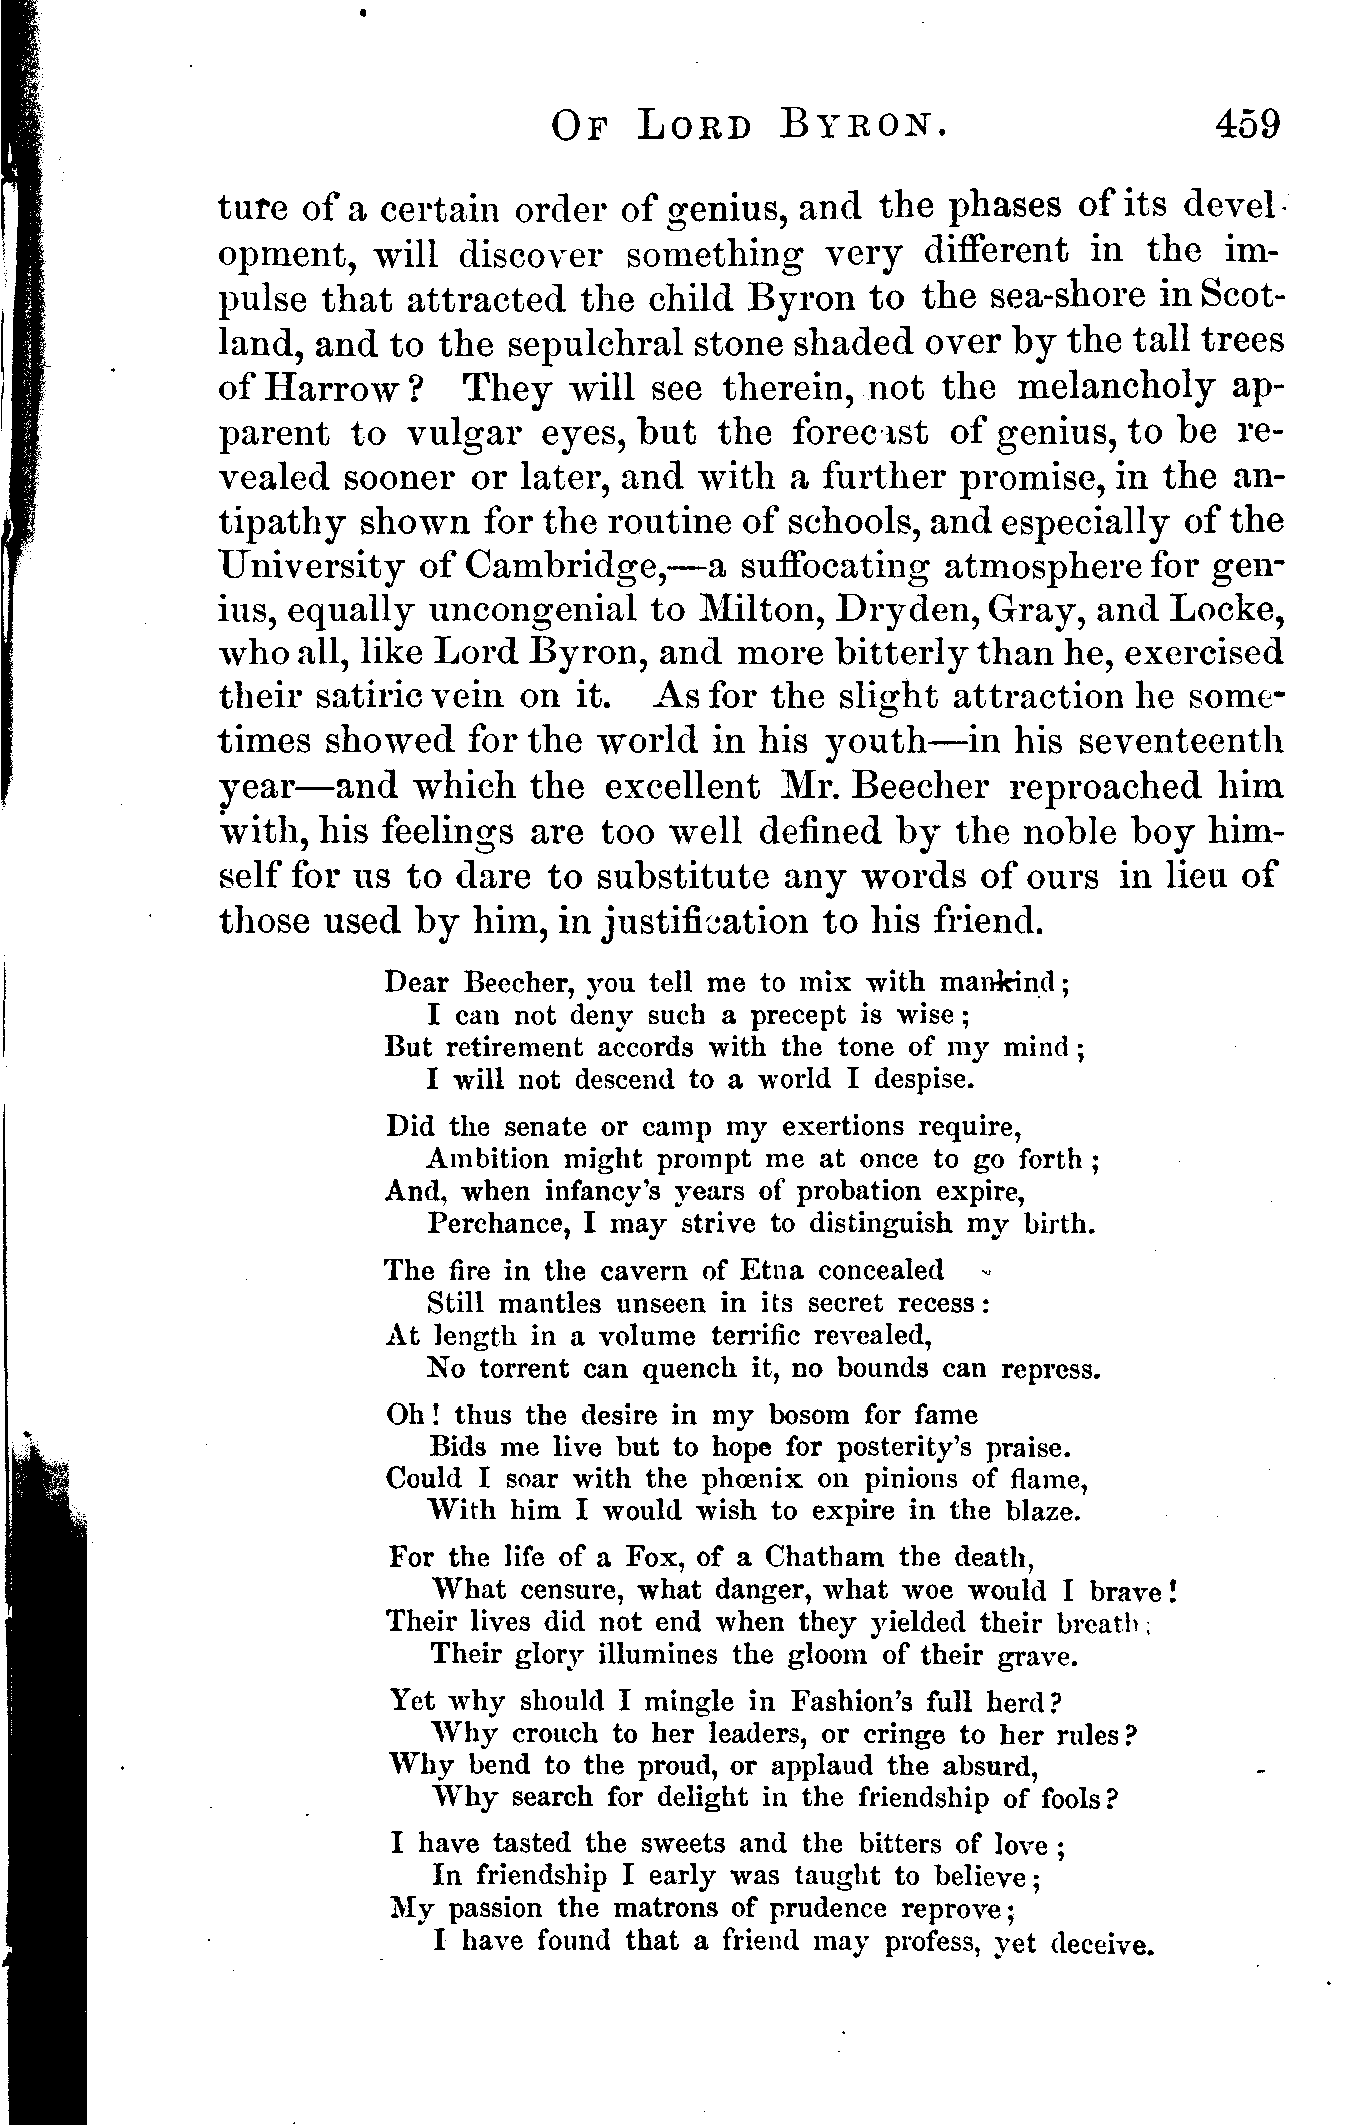 OF LORD BYRON. 459
ture of a certain order of genius, and the phases of its devel-
opment, will discover something very different in the im-
pulse that attracted the child Byron to the sea-shore in Scot-
land, and to the sepulchral stone shaded over by the tall trees
of Harrow? They will see therein, not the melancholy ap-
parent to vulgar eyes, but the forecast of genius, to be re-
vealed sooner or later, and with a further promise, in the an-
tipathy shown for the routine of schools, and especially of the
University of Cambridge,—a suffocating atmosphere for gen-
ius, equally uncongenial to Milton, Dryden, Gray, and Locke,
who all, like Lord Byron, and more bitterly than he, exercised
their satiric vein on it. As for the slight attraction he some-
times showed for the world in his youth—in his seventeenth
year—and which the excellent Mr. Beecher reproached him
with, his feelings are too well defined by the noble boy him-
self for us to dare to substitute any words of ours in lieu of
those used by him, in justification to his friend.
Dear Beecher, you tell me to mix with mankind;
I can not deny such a precept is wise;
But retirement accords with the tone of my mind;
I will not descend to a world I despise.
Did the senate or camp my exertions require,
Ambition might prompt me at once to go forth;
And, when infancy's years of probation expire,
Perchance, I may strive to distinguish my birth.
The fire in the cavern of Etna concealed
Still mantles unseen in its secret recess:
At length in a volume terrific revealed,
No torrent can quench it, no bounds can repress.
Oh! thus the desire in my bosom for fame
Bids me live but to hope for posterity's praise.
Could I soar with the phœnix on pinions of flame,
With him I would wish to expire in the blaze.
For the life of a Fox, of a Chatham the death,
What censure, what danger, what woe would I brave!
Their lives did not end when they yielded their breath;
Their glory illumines the gloom of their grave.
Yet why should I mingle in Fashion's full herd?
Why crouch to her leaders, or cringe to her rules?
Why bend to the proud, or applaud the absurd,
Why search for delight in the friendship of fools?
I have tasted the sweets and the bitters of love;
In friendship I early was taught to believe;
My passion the matrons of prudence reprove;
I have found that a friend may profess, yet deceive.